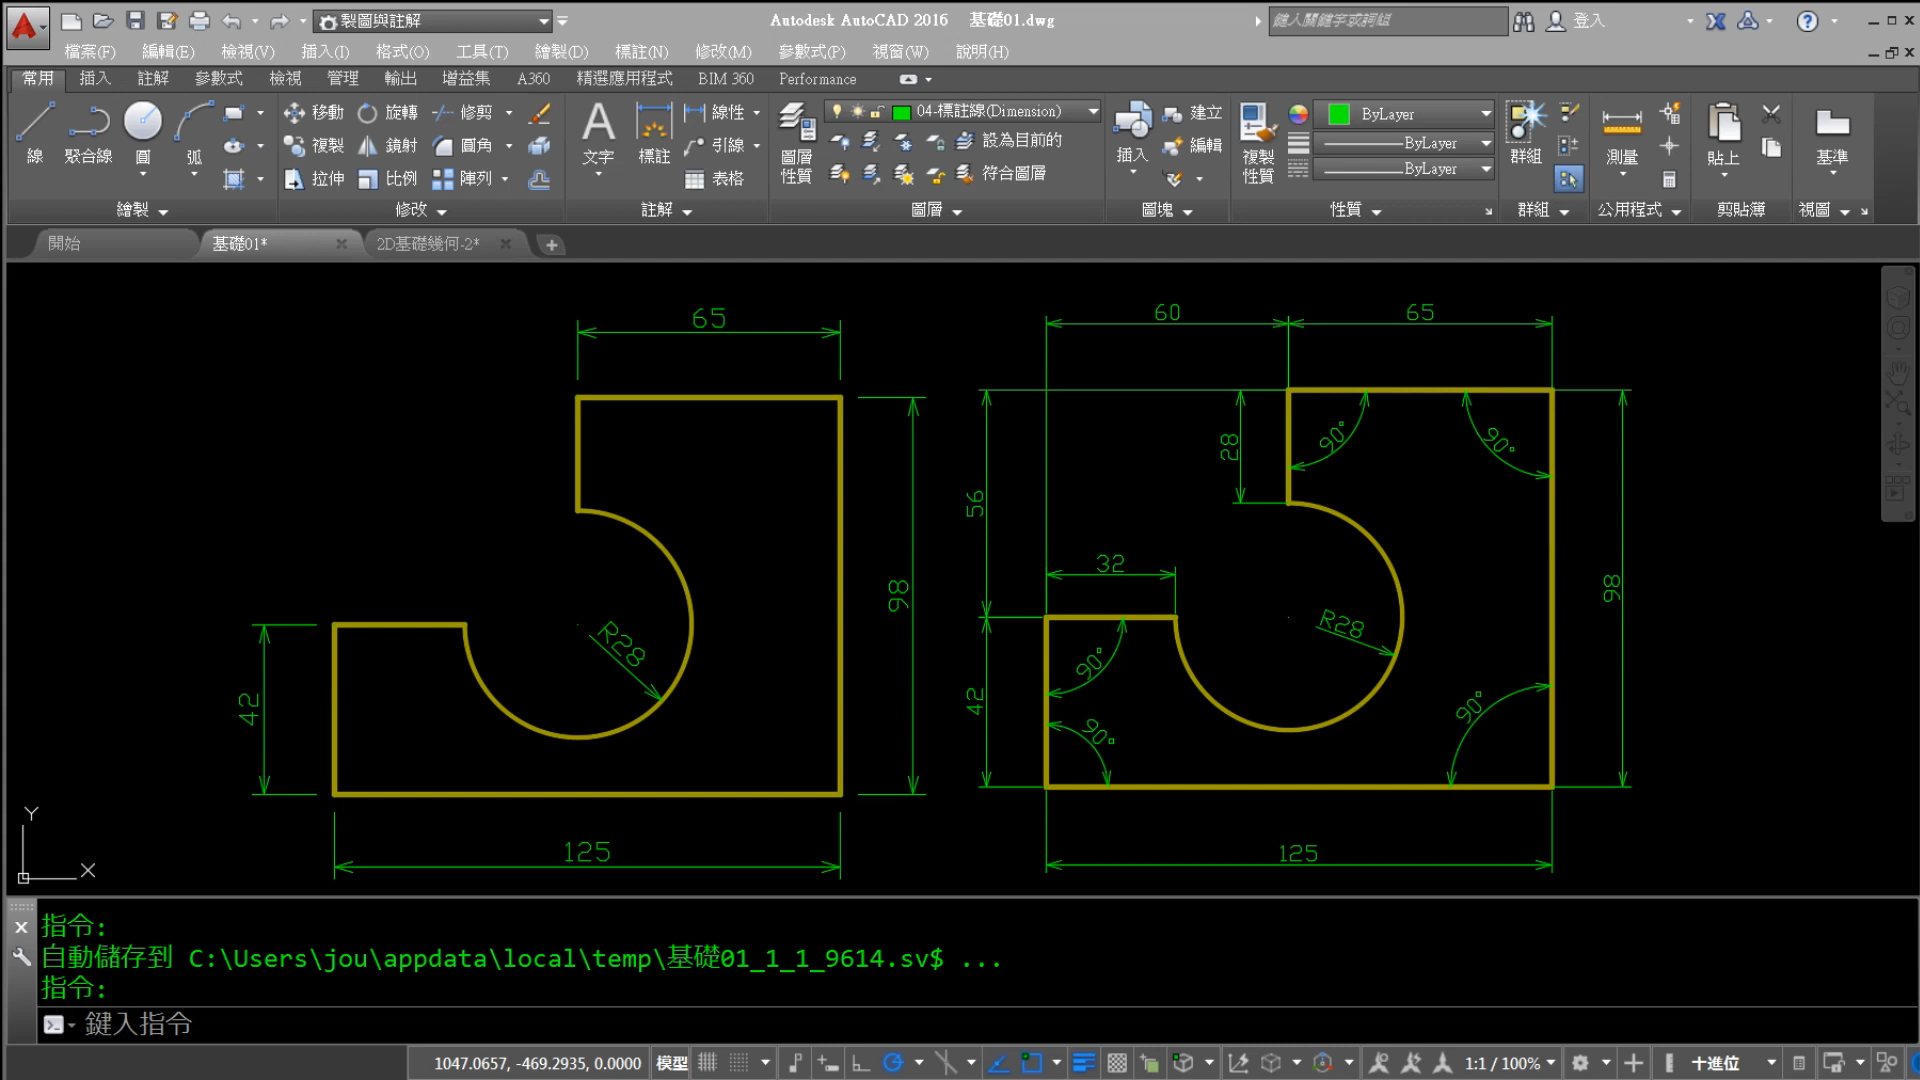 製圖與註解
Autodesk AutoCAD 2016 基礎01.dwg
鍵入關鍵字或詞組
登入
檔案(F) 編輯(E) 檢視(V) 插入(I) 格式(O) 工具(T) 繪製(D) 標註(N) 修改(M) 參數式(P) 視窗(W) 說明(H)
常用 插入 註解 參數式 檢視 管理 輸出 增益集 A360 精選應用程式 BIM 360 Performance
線 聚合線 圓 弧
移動 旋轉 修剪
複製 鏡射 圓角
拉伸 比例 陣列
文字 標註
線性
引線
表格
圖層
性質
04-標註線(Dimension)
設為目前的
符合圖層
插入
建立
編輯
複製
性質
ByLayer
ByLayer
ByLayer
群組
測量
貼上
基準
繪製 修改 註解 圖層 圖塊 性質 群組 公用程式 剪貼簿 視圖
開始 基礎01* 2D基礎幾何-2*
65
98
R28
42
125
60
65
28
90°
90°
56
32
98
R28
90°
42
90°
90°
125
Y
X
指令:
自動儲存到 C:\Users\jou\appdata\local\temp\基礎01_1_1_9614.sv$ ...
指令:
鍵入指令
1047.0657, -469.2935, 0.0000 模型 1:1 / 100% 十進位